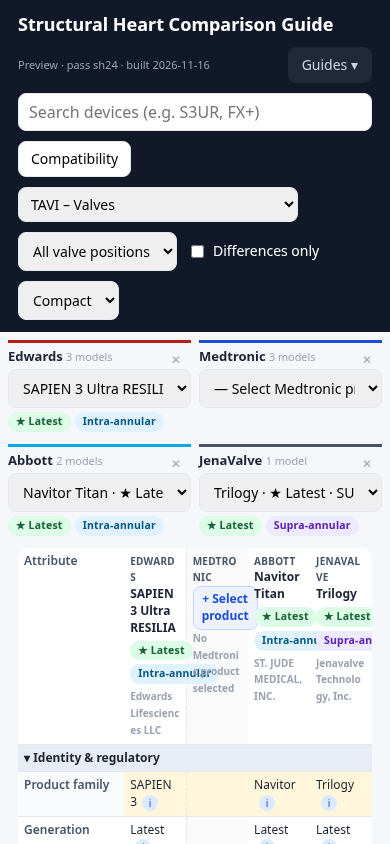 Structural Heart Comparison Guide
Preview · pass sh24 · built 2026-11-16
Guides ▾
Search devices (e.g. S3UR, FX+)
Compatibility
TAVI – Valves
All valve positions
Differences only
Compact
Edwards 3 models ×
SAPIEN 3 Ultra RESILI
★ Latest Intra-annular
Medtronic 3 models ×
— Select Medtronic pr
Abbott 2 models ×
Navitor Titan · ★ Late
★ Latest Intra-annular
JenaValve 1 model ×
Trilogy · ★ Latest · SU
★ Latest Supra-annular
Attribute
EDWARD
S
SAPIEN
3 Ultra
RESILIA
★ Latest
Intra-annular
Edwards
Lifescienc
es LLC
MEDTRO
NIC
+ Select
product
No
Medtroni
product
selected
ABBOTT
Navitor
Titan
★ Latest
Intra-annu
ST. JUDE
MEDICAL,
INC.
JENAVAL
VE
Trilogy
★ Latest
Supra-an
Jenavalve
Technolo
gy, Inc.
▾ Identity & regulatory
Product family
SAPIEN
3 i
Navitor
i
Trilogy
i
Generation
Latest
Latest
Latest